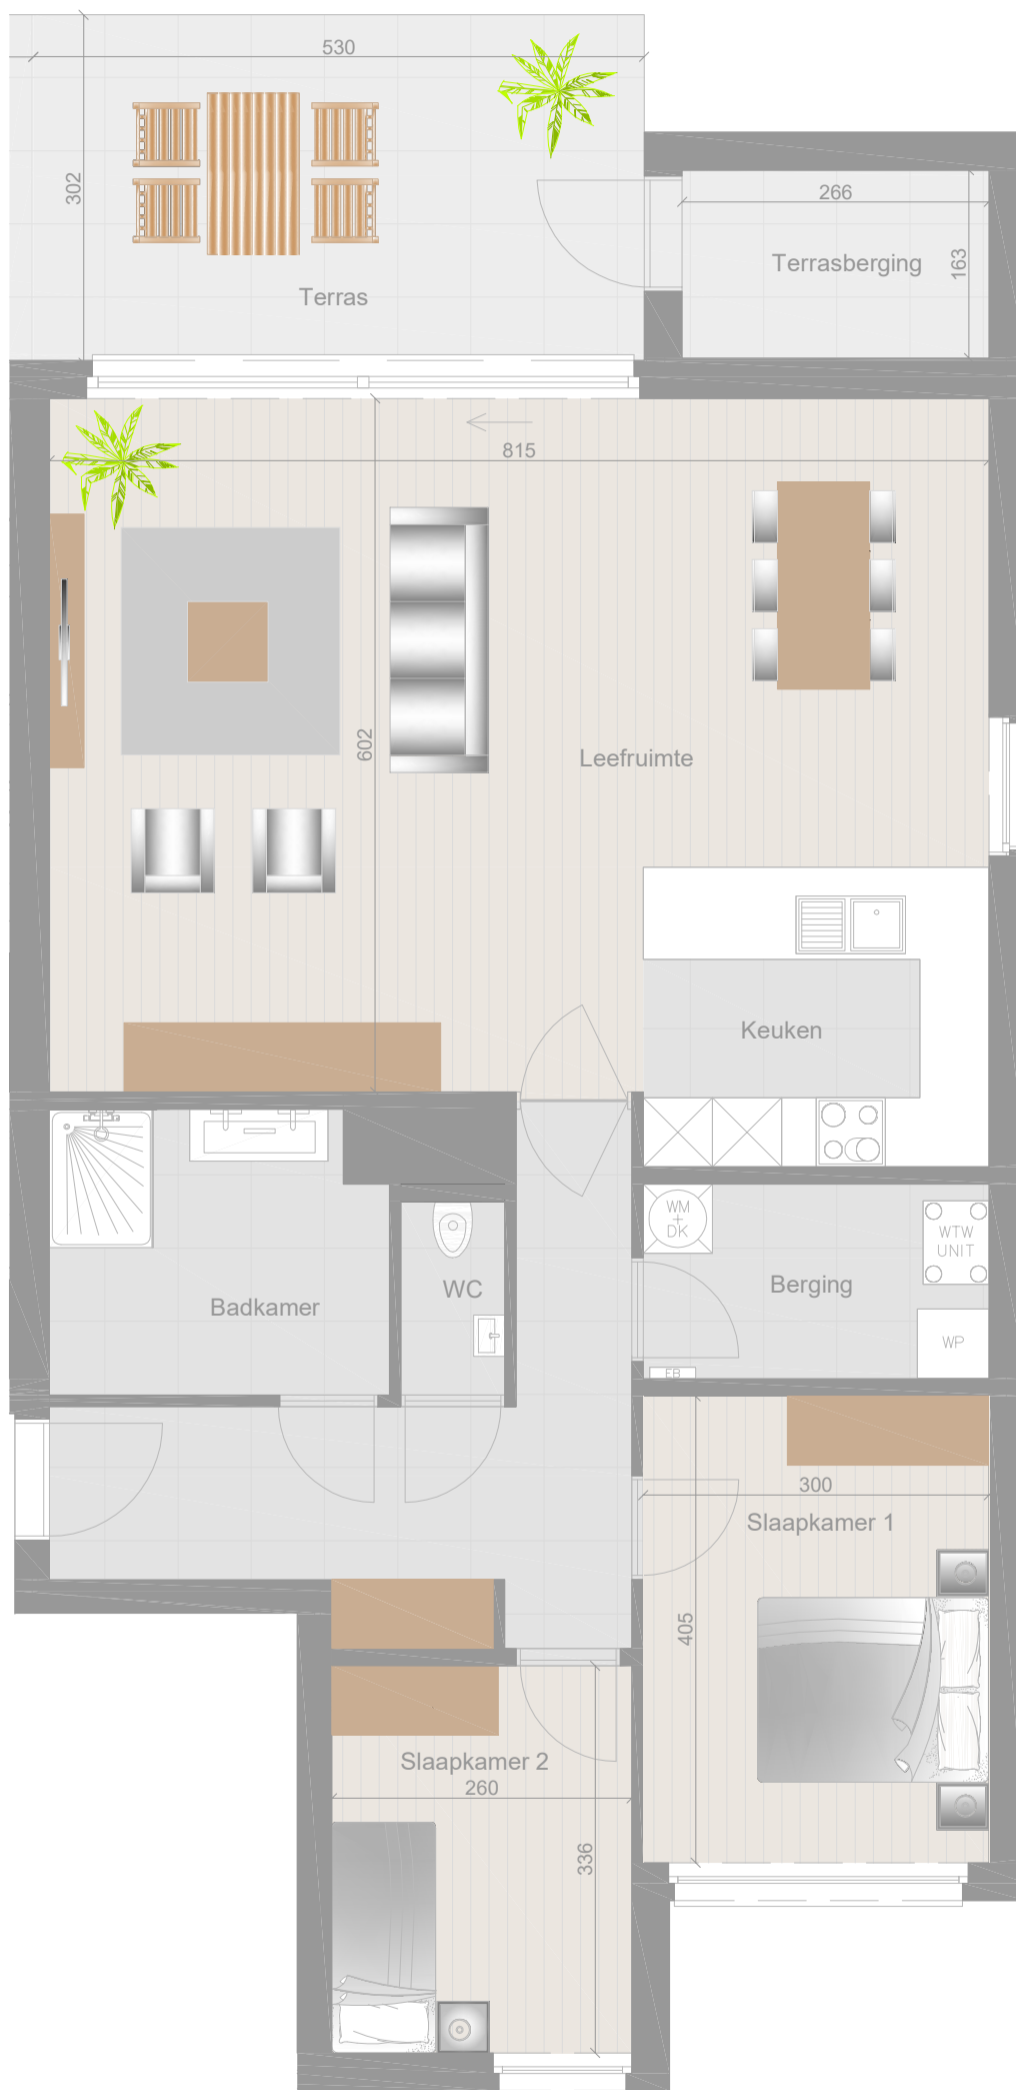 530
302
266
Terrasberging
163
Terras
815
602
Leefruimte
Keuken
WM
+
DK
WTW
UNIT
WC
Berging
Badkamer
WP
EB
300
Slaapkamer 1
405
Slaapkamer 2
260
336